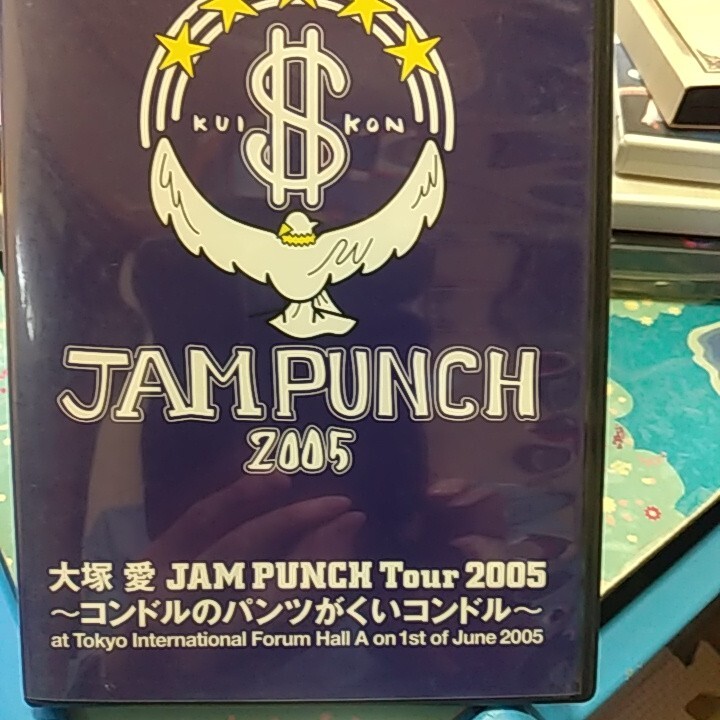 $
KUI KON
JAM PUNCH
2005
大塚 愛 JAM PUNCH Tour 2005
～コンドルのパンツがくいコンドル～
at Tokyo International Forum Hall A on 1st of June 2005